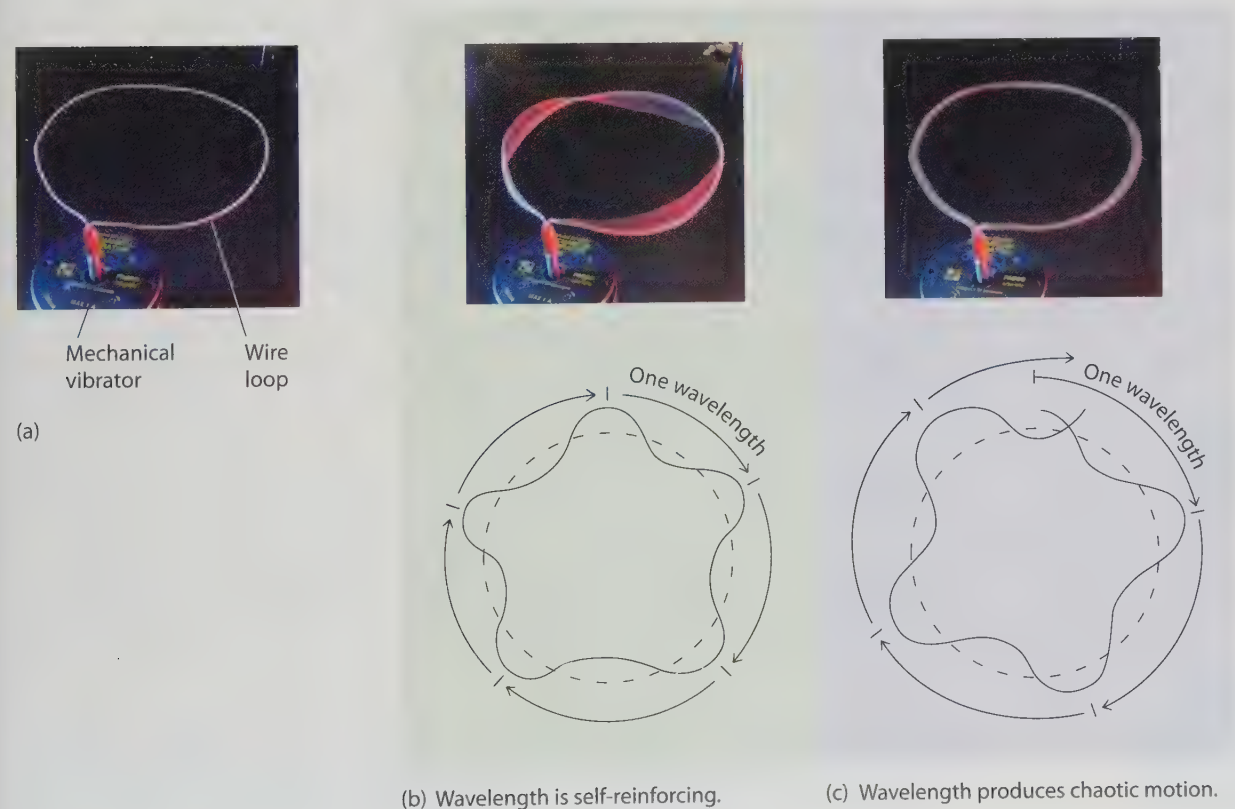 Mechanical
vibrator
Wire
loop
(a)
One wavelength
One wavelength
(b) Wavelength is self-reinforcing.
(c) Wavelength produces chaotic motion.